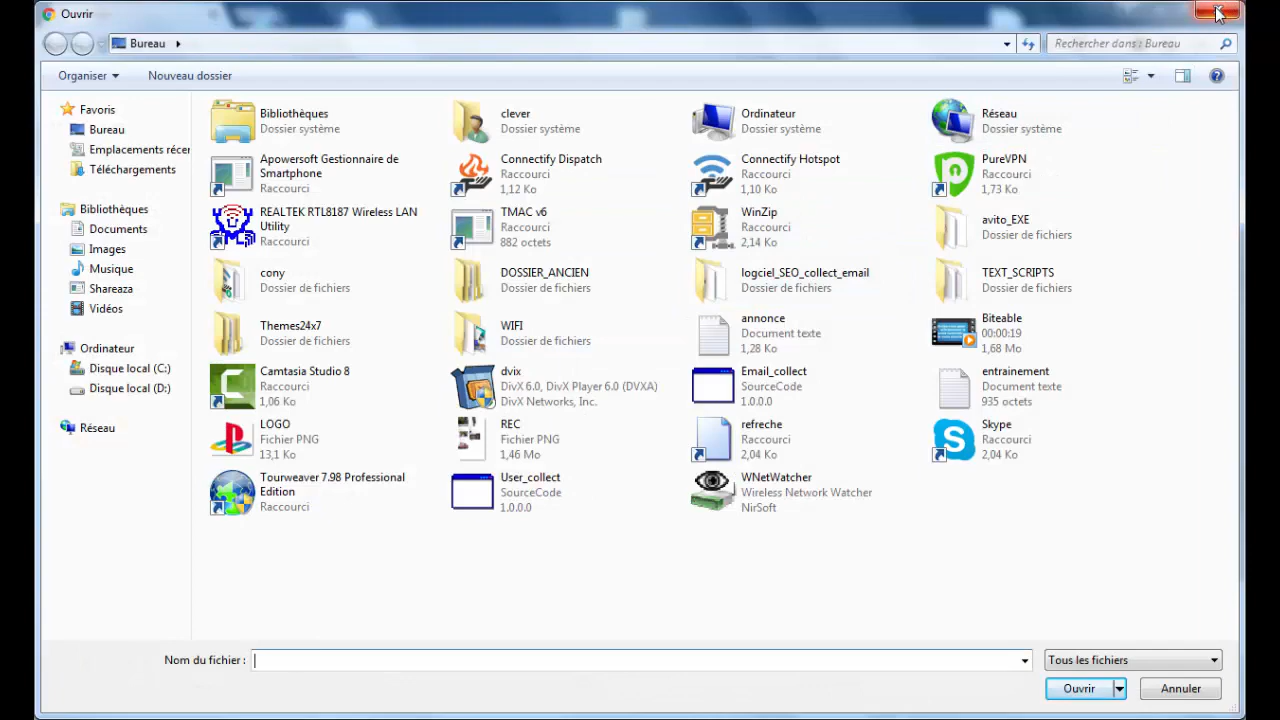 Ouvrir
Bureau
Rechercher dans : Bureau
Organiser
Nouveau dossier
Favoris
Bureau
Emplacements récer
Téléchargements
Bibliothèques
Documents
Images
Musique
Shareaza
Vidéos
Ordinateur
Disque local (C:)
Disque local (D:)
Réseau
Bibliothèques
Dossier système
clever
Dossier système
Ordinateur
Dossier système
Réseau
Dossier système
Apowersoft Gestionnaire de
Smartphone
Raccourci
Connectify Dispatch
Raccourci
1,12 Ko
Connectify Hotspot
Raccourci
1,10 Ko
PureVPN
Raccourci
1,73 Ko
REALTEK RTL8187 Wireless LAN
Utility
Raccourci
TMAC v6
Raccourci
882 octets
WinZip
Raccourci
2,14 Ko
avito_EXE
Dossier de fichiers
cony
Dossier de fichiers
DOSSIER_ANCIEN
Dossier de fichiers
logciel_SEO_collect_email
Dossier de fichiers
TEXT_SCRIPTS
Dossier de fichiers
Themes24x7
Dossier de fichiers
WIFI
Dossier de fichiers
annonce
Document texte
1,28 Ko
Biteable
00:00:19
1,68 Mo
Camtasia Studio 8
Raccourci
1,06 Ko
dvix
DivX 6.0, DivX Player 6.0 (DVXA)
DivX Networks, Inc.
Email_collect
SourceCode
1.0.0.0
entrainement
Document texte
935 octets
LOGO
Fichier PNG
13,1 Ko
REC
Fichier PNG
1,46 Mo
refreche
Raccourci
2,04 Ko
Skype
Raccourci
2,04 Ko
Tourweaver 7.98 Professional
Edition
Raccourci
User_collect
SourceCode
1.0.0.0
WNetWatcher
Wireless Network Watcher
NirSoft
Nom du fichier :
Tous les fichiers
Ouvrir
Annuler